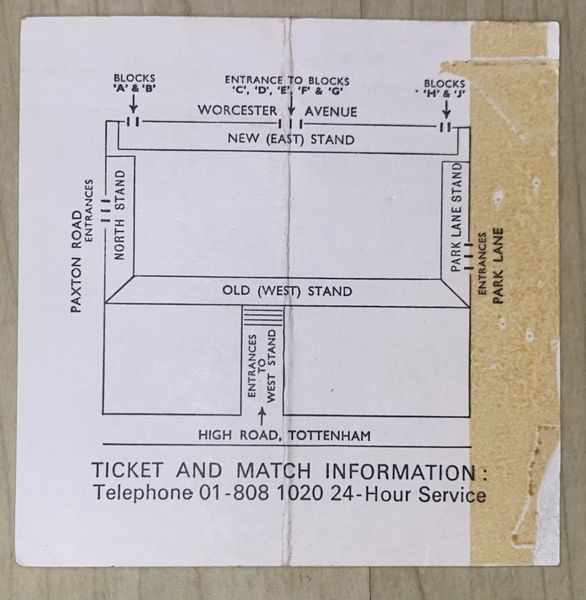 BLOCKS
'A' & 'B'
ENTRANCE TO BLOCKS
'C', 'D', 'E', 'F' & 'G'
BLOCKS
'H' & 'J'
WORCESTER AVENUE
NEW (EAST) STAND
PAXTON ROAD
ENTRANCES
NORTH STAND
PARK LANE STAND
ENTRANCES
PARK LANE
OLD (WEST) STAND
ENTRANCES
TO
WEST STAND
HIGH ROAD, TOTTENHAM
TICKET AND MATCH INFORMATION:
Telephone 01-808 1020 24-Hour Service